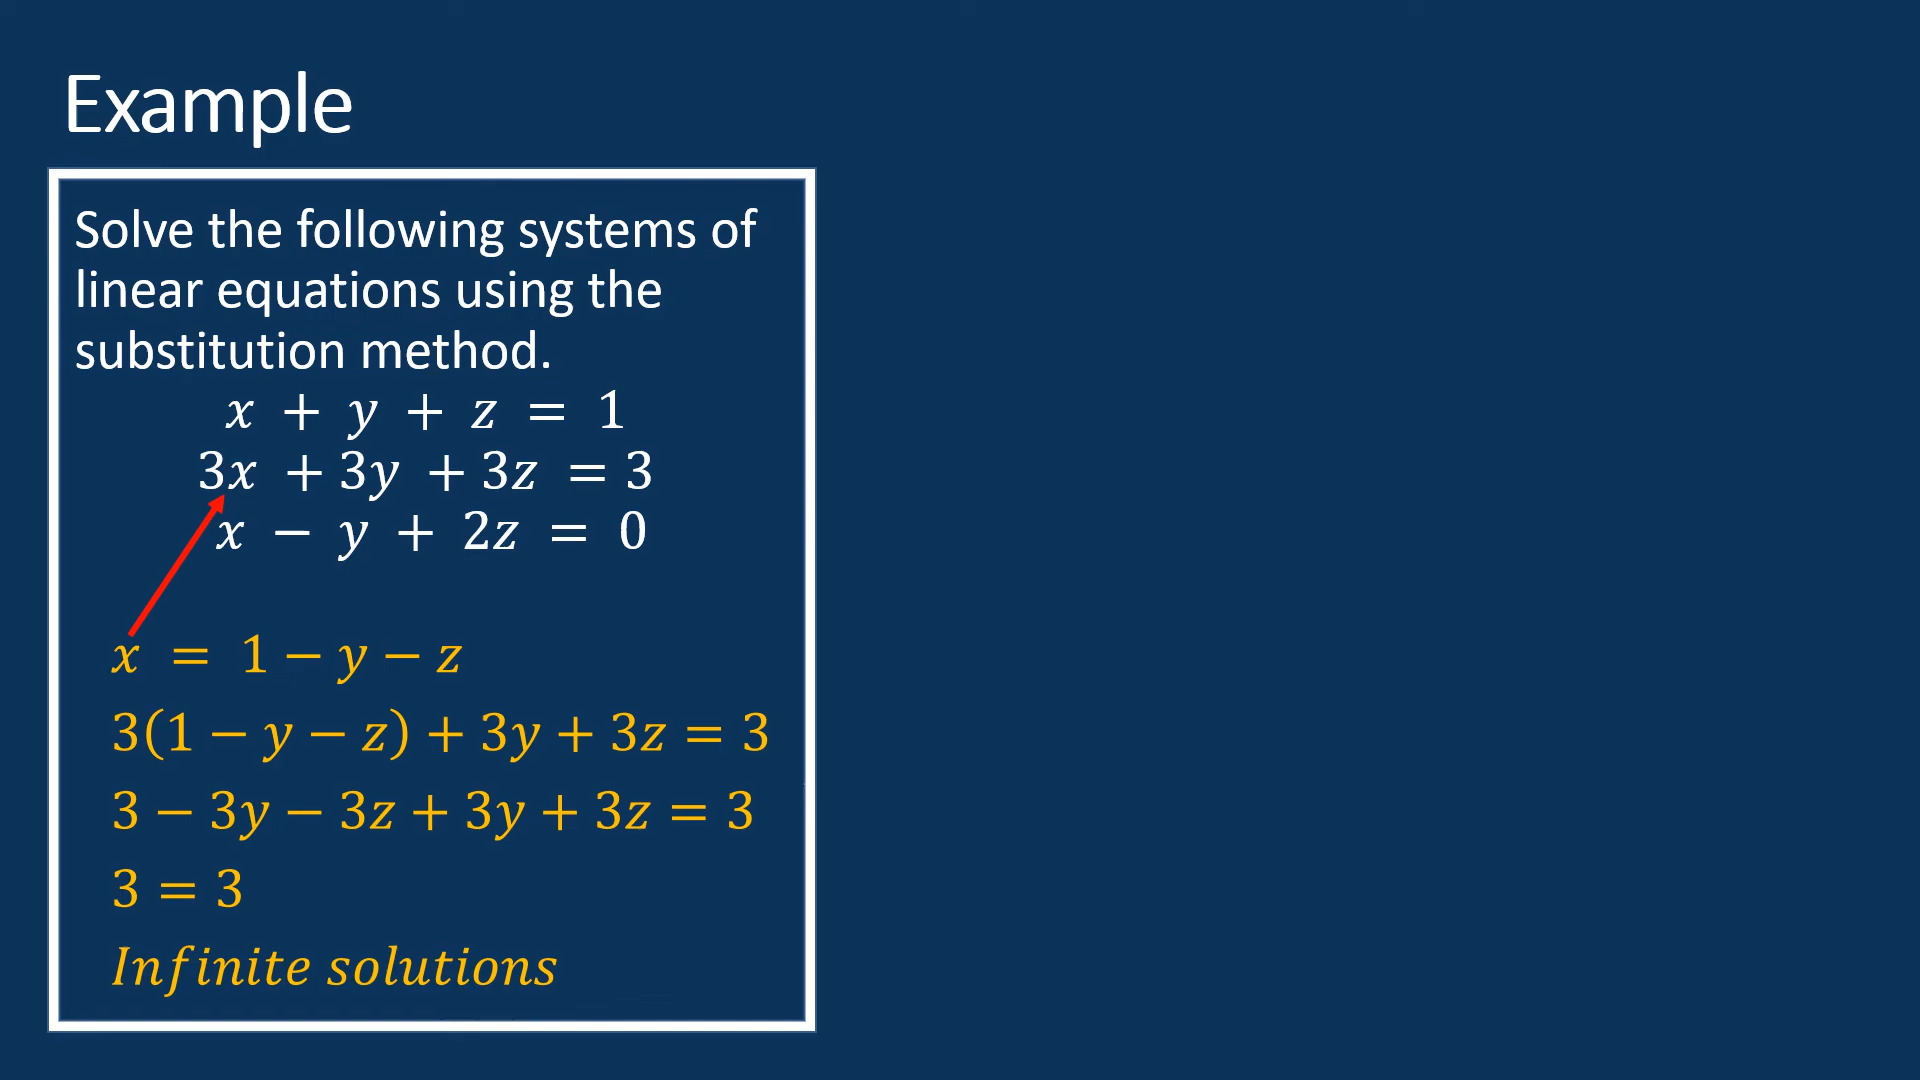 Example
Solve the following systems of
linear equations using the
substitution method.
x + y + z = 1
3x + 3y + 3z = 3
x − y + 2z = 0
x = 1 − y − z
3(1 − y − z) + 3y + 3z = 3
3 − 3y − 3z + 3y + 3z = 3
3 = 3
Infinite solutions